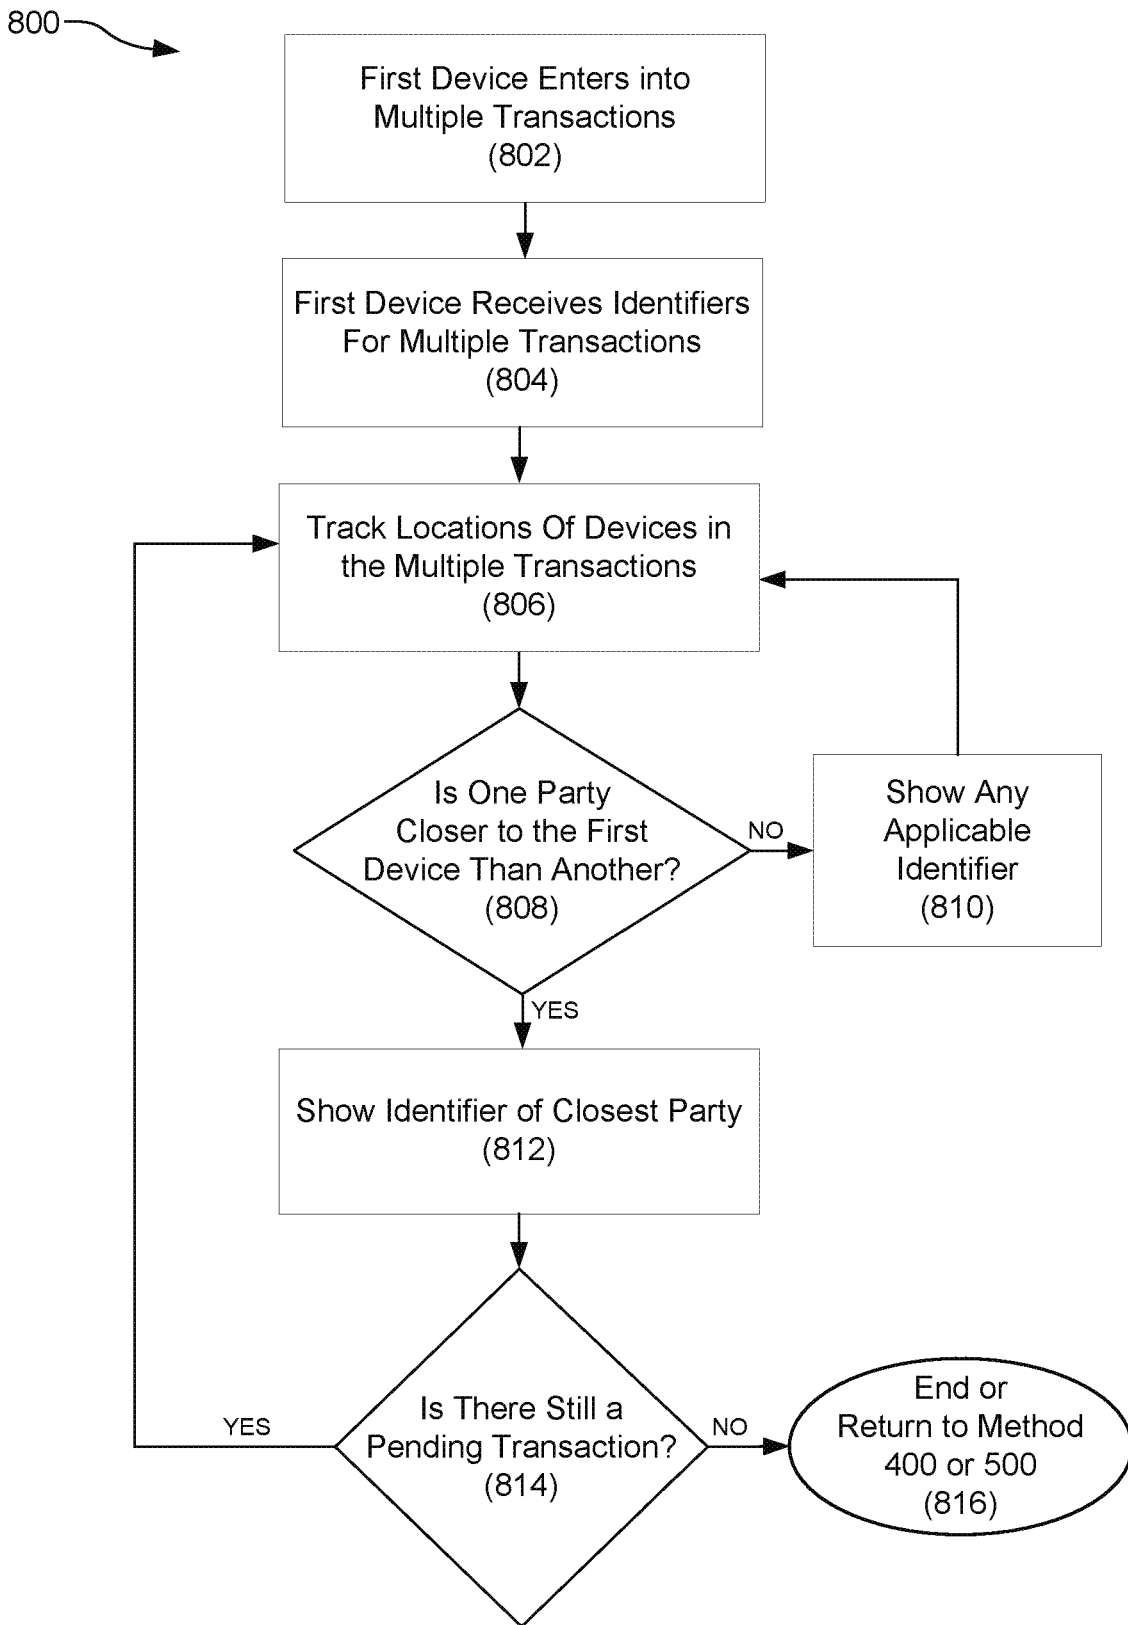 800
First Device Enters into
Multiple Transactions
(802)
First Device Receives Identifiers
For Multiple Transactions
(804)
Track Locations Of Devices in
the Multiple Transactions
(806)
Is One Party
Closer to the First
Device Than Another?
(808)
NO
Show Any
Applicable
Identifier
(810)
YES
Show Identifier of Closest Party
(812)
Is There Still a
Pending Transaction?
(814)
YES
NO
End or
Return to Method
400 or 500
(816)